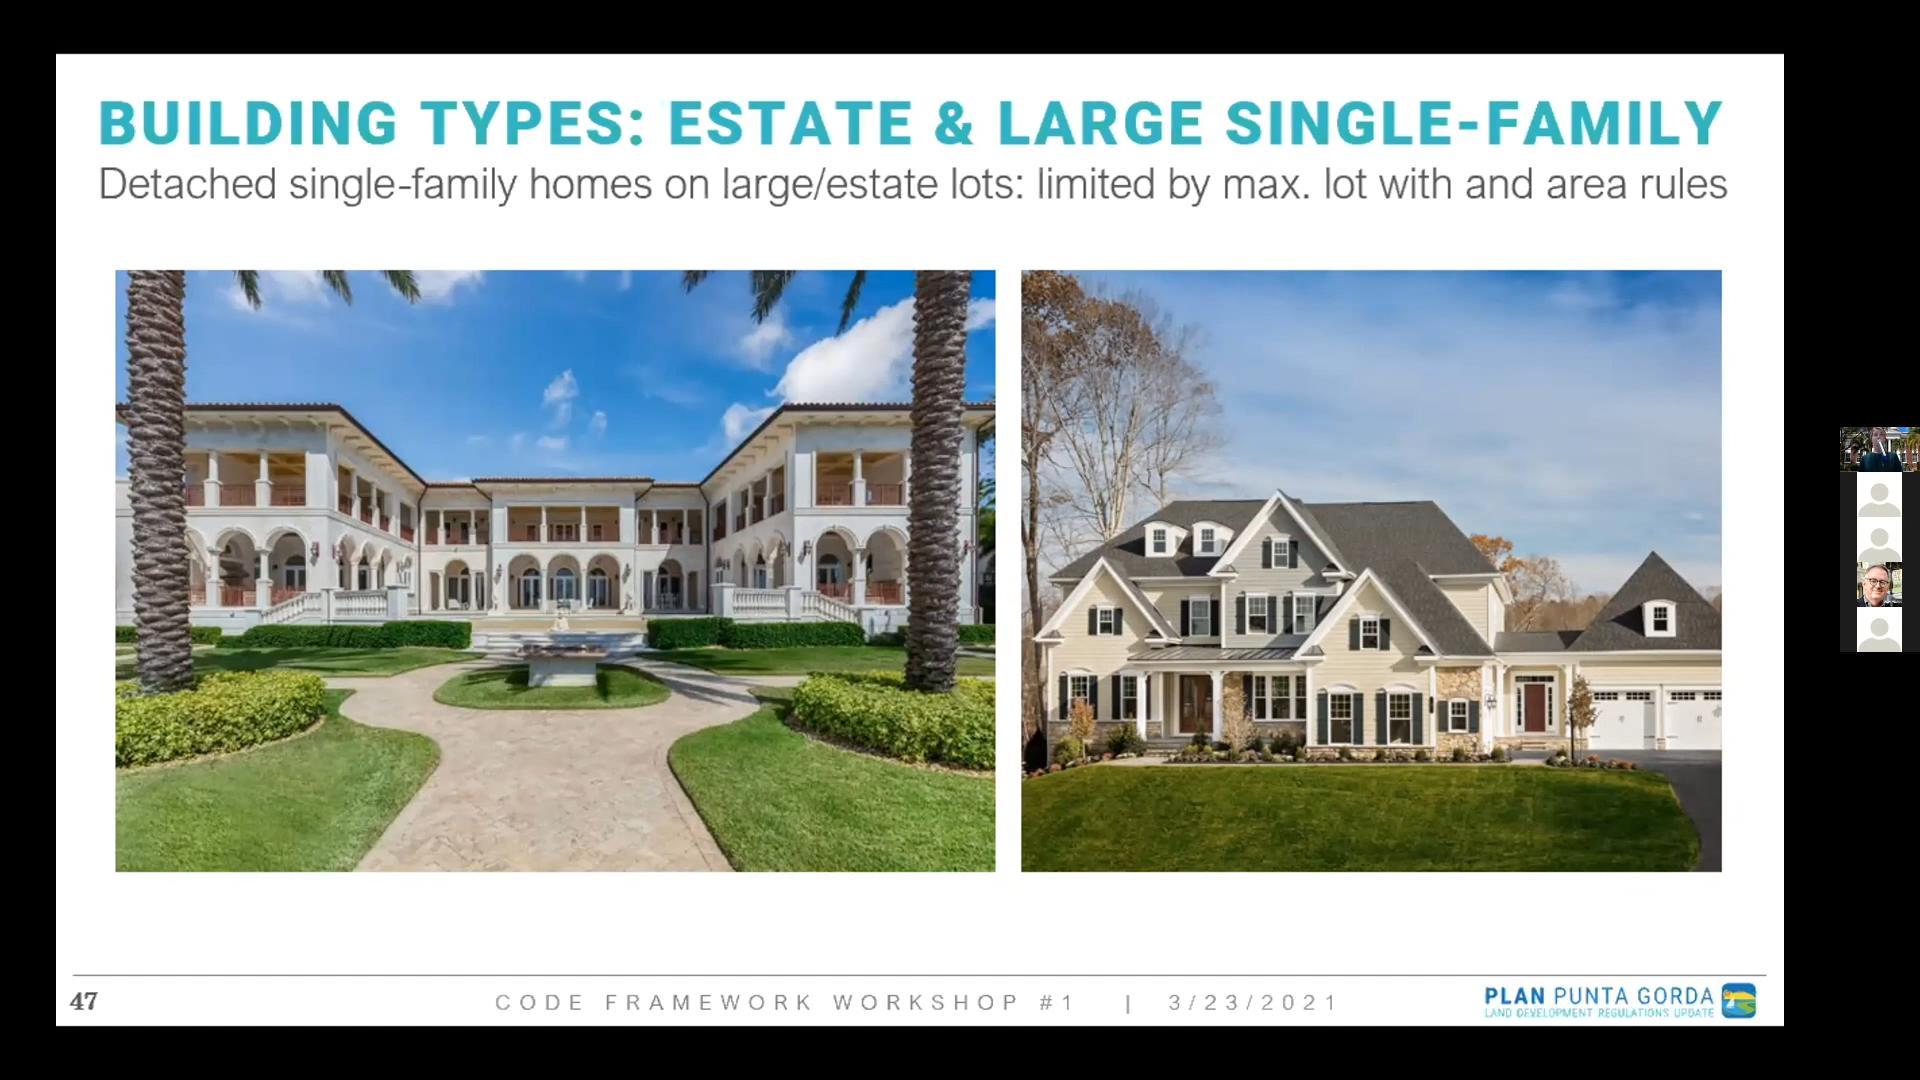 BUILDING TYPES: ESTATE & LARGE SINGLE-FAMILY
Detached single-family homes on large/estate lots: limited by max. lot with and area rules
47
CODE FRAMEWORK WORKSHOP #1 | 3/23/2021
PLAN PUNTA GORDA
LAND DEVELOPMENT REGULATIONS UPDATE